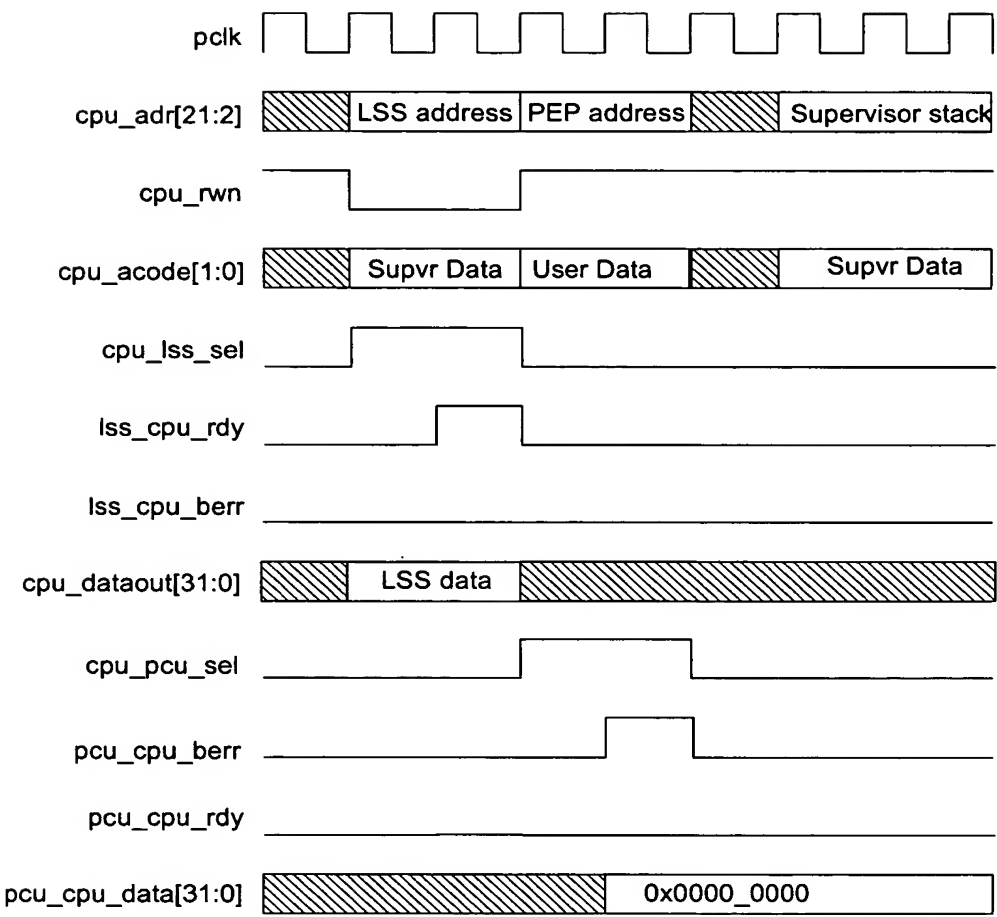 pclk
cpu_adr[21:2] LSS address PEP address Supervisor stack
cpu_rwn
cpu_acode[1:0] Supvr Data User Data Supvr Data
cpu_lss_sel
lss_cpu_rdy
lss_cpu_berr
cpu_dataout[31:0] LSS data
cpu_pcu_sel
pcu_cpu_berr
pcu_cpu_rdy
pcu_cpu_data[31:0] 0x0000_0000